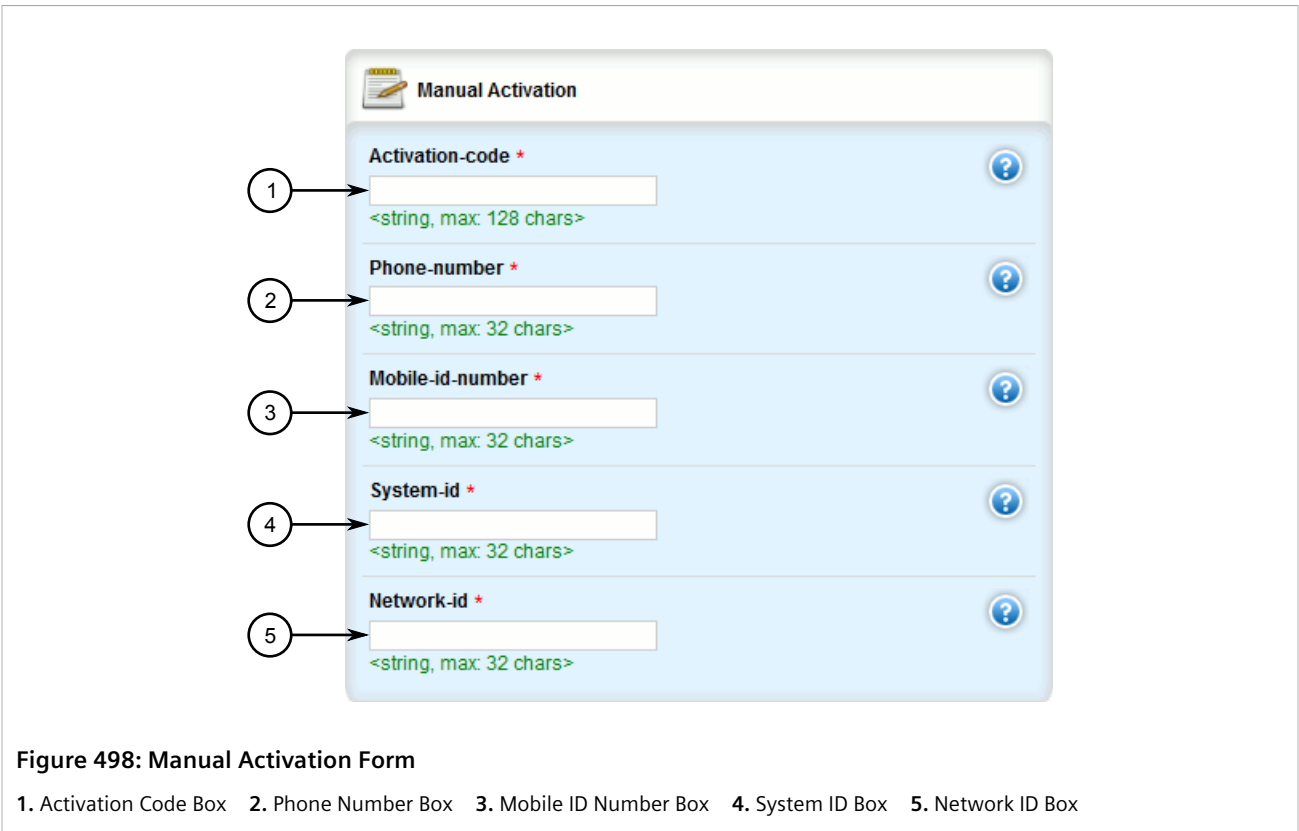 Manual Activation
Activation-code *
1
<string, max: 128 chars>
Phone-number *
2
<string, max: 32 chars>
Mobile-id-number *
3
<string, max: 32 chars>
System-id *
4
<string, max: 32 chars>
Network-id *
5
<string, max: 32 chars>
Figure 498: Manual Activation Form
1. Activation Code Box 2. Phone Number Box 3. Mobile ID Number Box 4. System ID Box 5. Network ID Box